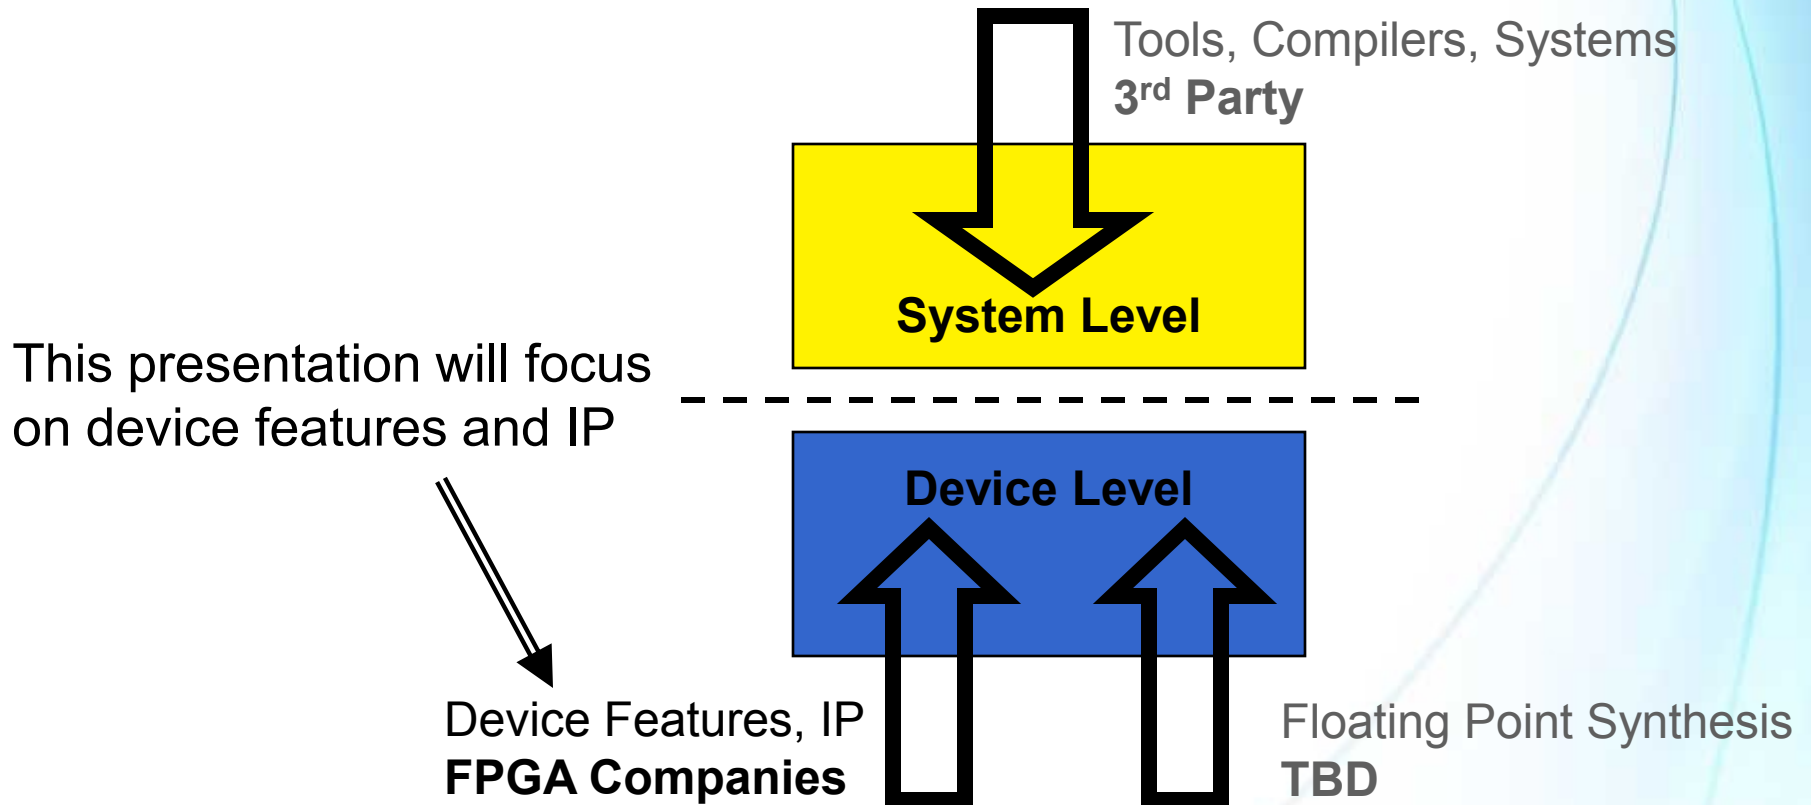 Tools, Compilers, Systems
3rd Party
System Level
This presentation will focus
on device features and IP
Device Level
Device Features, IP
FPGA Companies
Floating Point Synthesis
TBD